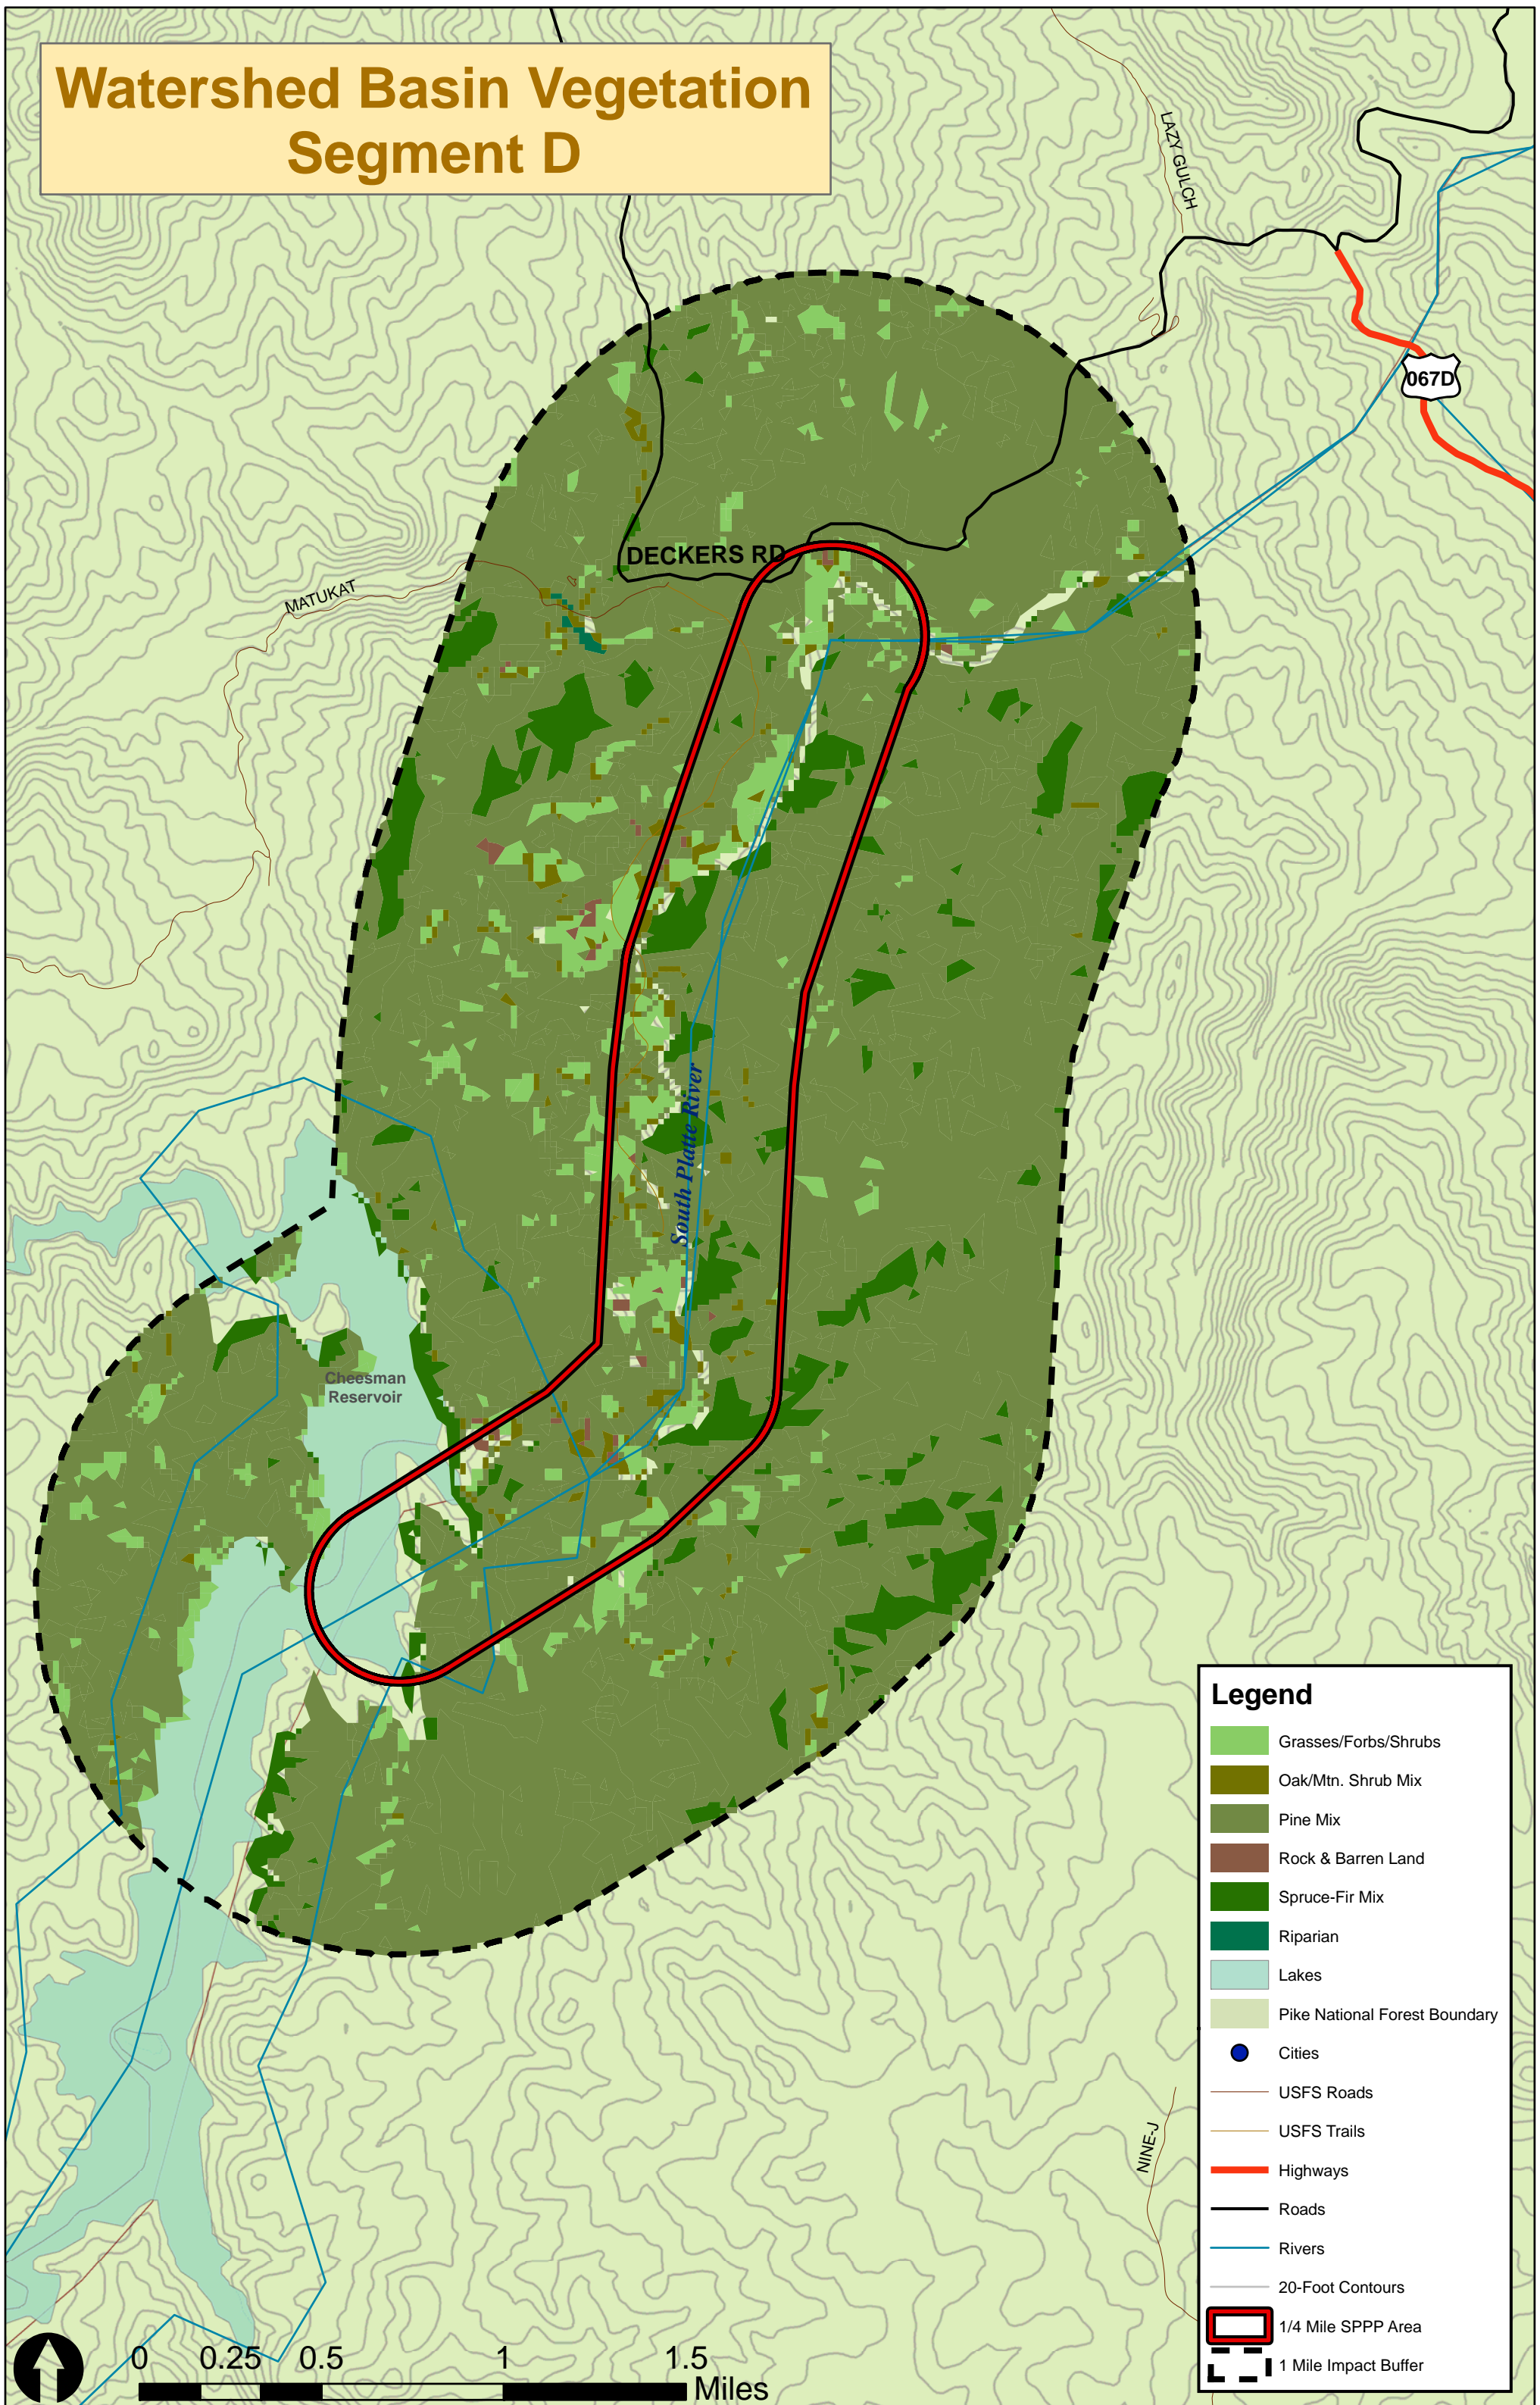 Watershed Basin Vegetation
Segment D
LAZY GULCH
067D
DECKERS RD
MATUKAT
South Platte River
Cheesman
Reservoir
NINE-J
Legend
Grasses/Forbs/Shrubs
Oak/Mtn. Shrub Mix
Pine Mix
Rock & Barren Land
Spruce-Fir Mix
Riparian
Lakes
Pike National Forest Boundary
Cities
USFS Roads
USFS Trails
Highways
Roads
Rivers
20-Foot Contours
1/4 Mile SPPP Area
1 Mile Impact Buffer
0 0.25 0.5 1 1.5
Miles